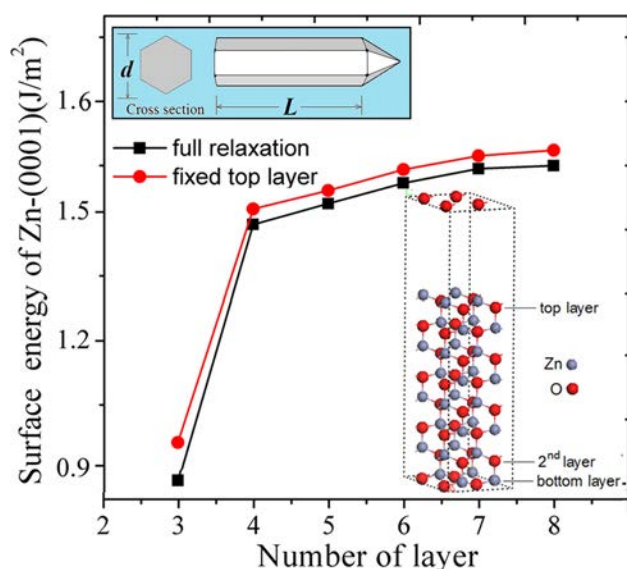 d
Cross section
L
full relaxation
fixed top layer
Surface energy of Zn-(0001)(J/m²)
1.6
1.5
1.2
0.9
top layer
Zn
O
2nd layer
bottom layer
2 3 4 5 6 7 8
Number of layer